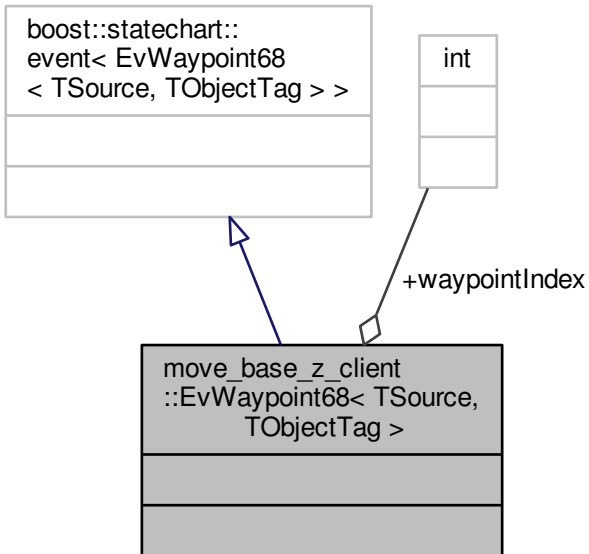 boost::statechart::
event< EvWaypoint68
< TSource, TObjectTag > >
int
+waypointIndex
move_base_z_client
::EvWaypoint68< TSource,
TObjectTag >